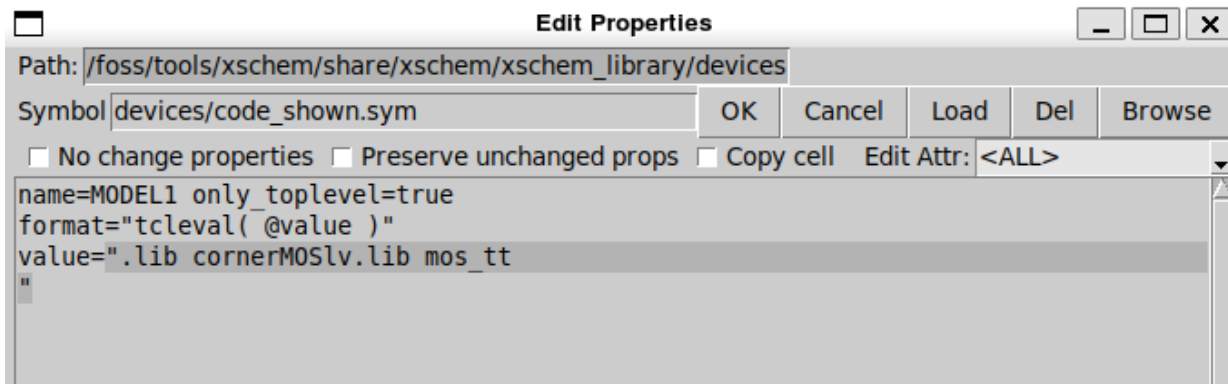 Edit Properties
Path: /foss/tools/xschem/share/xschem/xschem_library/devices
Symbol devices/code_shown.sym OK Cancel Load Del Browse
No change properties Preserve unchanged props Copy cell Edit Attr: <ALL>
name=MODEL1 only_toplevel=true
format="tcleval( @value )"
value=".lib cornerMOSlv.lib mos_tt
"